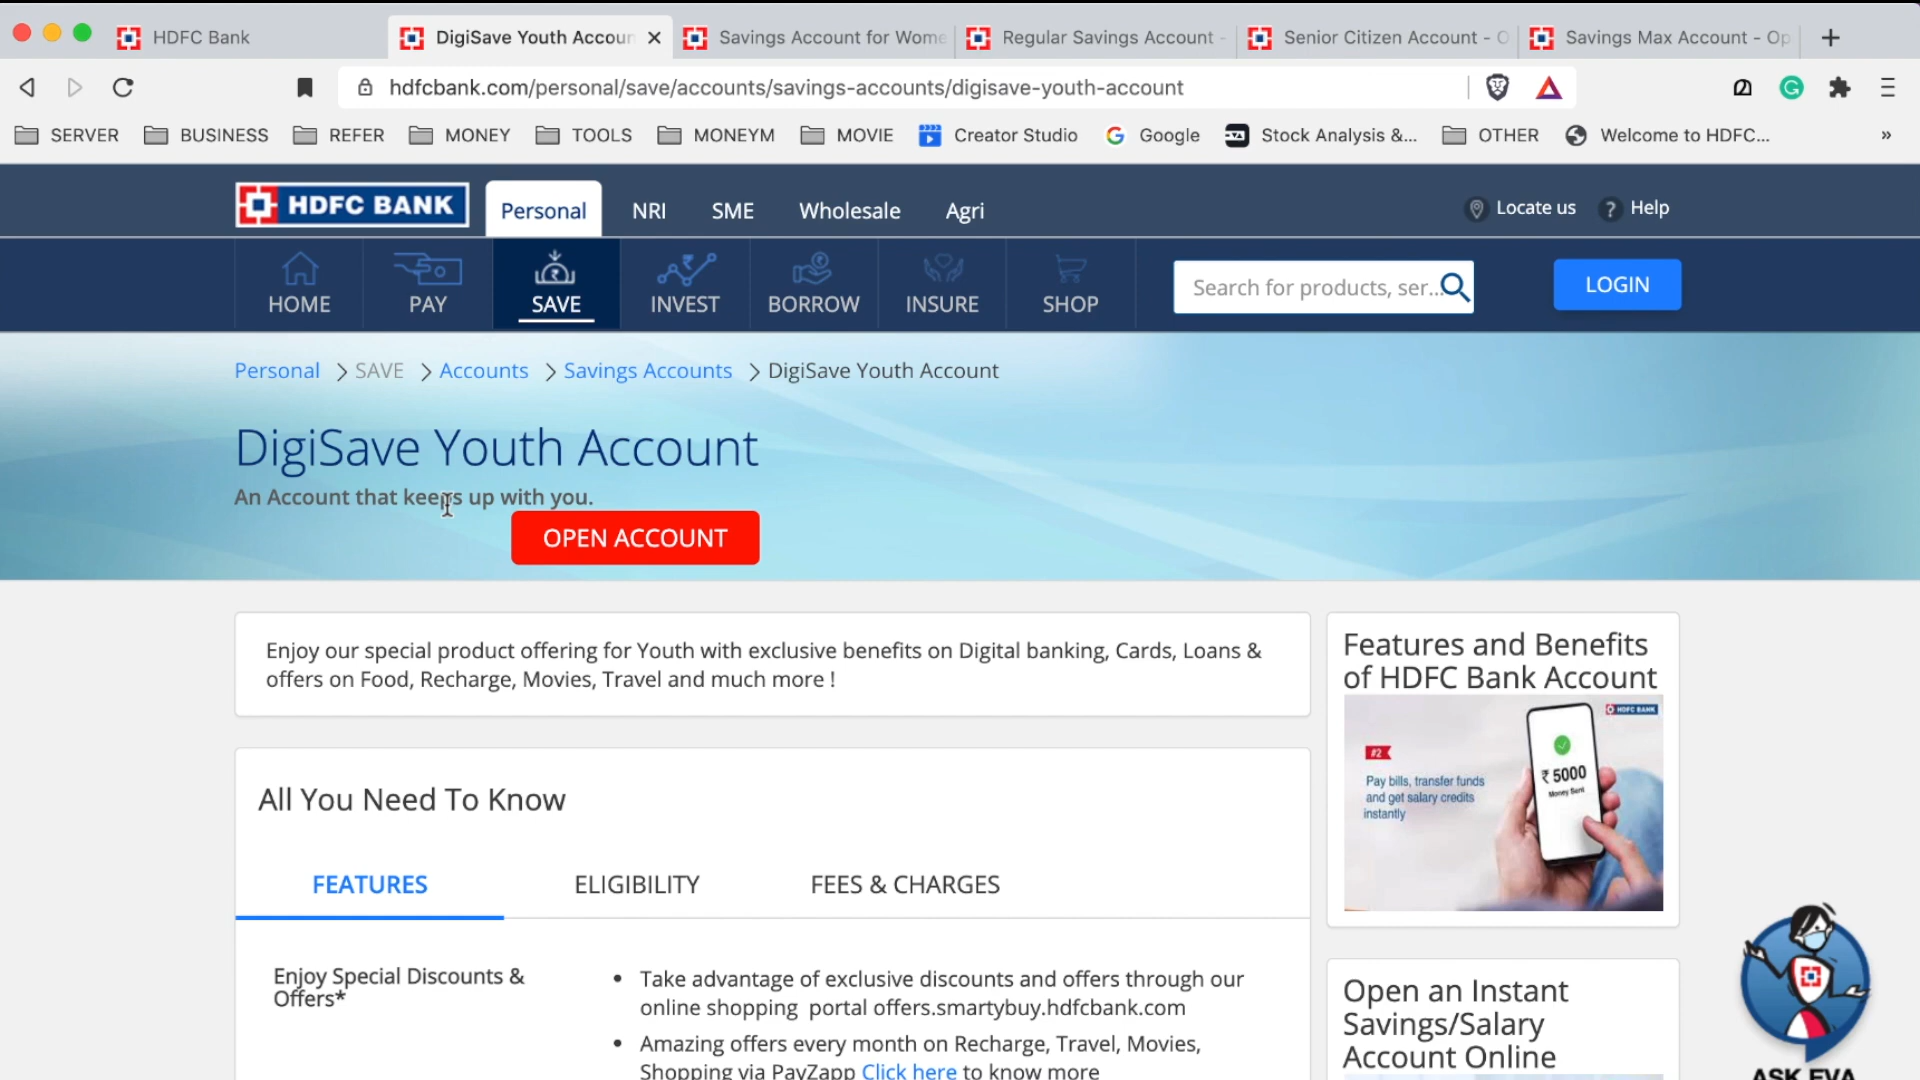 HDFC Bank
DigiSave Youth Accoun
Savings Account for Wome
Regular Savings Account -
Senior Citizen Account - O
Savings Max Account - Op
hdfcbank.com/personal/save/accounts/savings-accounts/digisave-youth-account
SERVER BUSINESS REFER MONEY TOOLS MONEYM MOVIE Creator Studio Google Stock Analysis &... OTHER Welcome to HDFC... »
HDFC BANK Personal NRI SME Wholesale Agri Locate us ? Help
HOME PAY SAVE INVEST BORROW INSURE SHOP Search for products, ser... LOGIN
Personal > SAVE > Accounts > Savings Accounts > DigiSave Youth Account
DigiSave Youth Account
An Account that keeps up with you.
OPEN ACCOUNT
Enjoy our special product offering for Youth with exclusive benefits on Digital banking, Cards, Loans &
offers on Food, Recharge, Movies, Travel and much more !
All You Need To Know
FEATURES ELIGIBILITY FEES & CHARGES
Enjoy Special Discounts &
Offers*
• Take advantage of exclusive discounts and offers through our
online shopping portal offers.smartybuy.hdfcbank.com
• Amazing offers every month on Recharge, Travel, Movies,
Shopping via PayZapp Click here to know more
Features and Benefits
of HDFC Bank Account
HDFC BANK
#2
Pay bills, transfer funds
and get salary credits
instantly
₹ 5000
Money Sent
Open an Instant
Savings/Salary
Account Online
ASK EVA